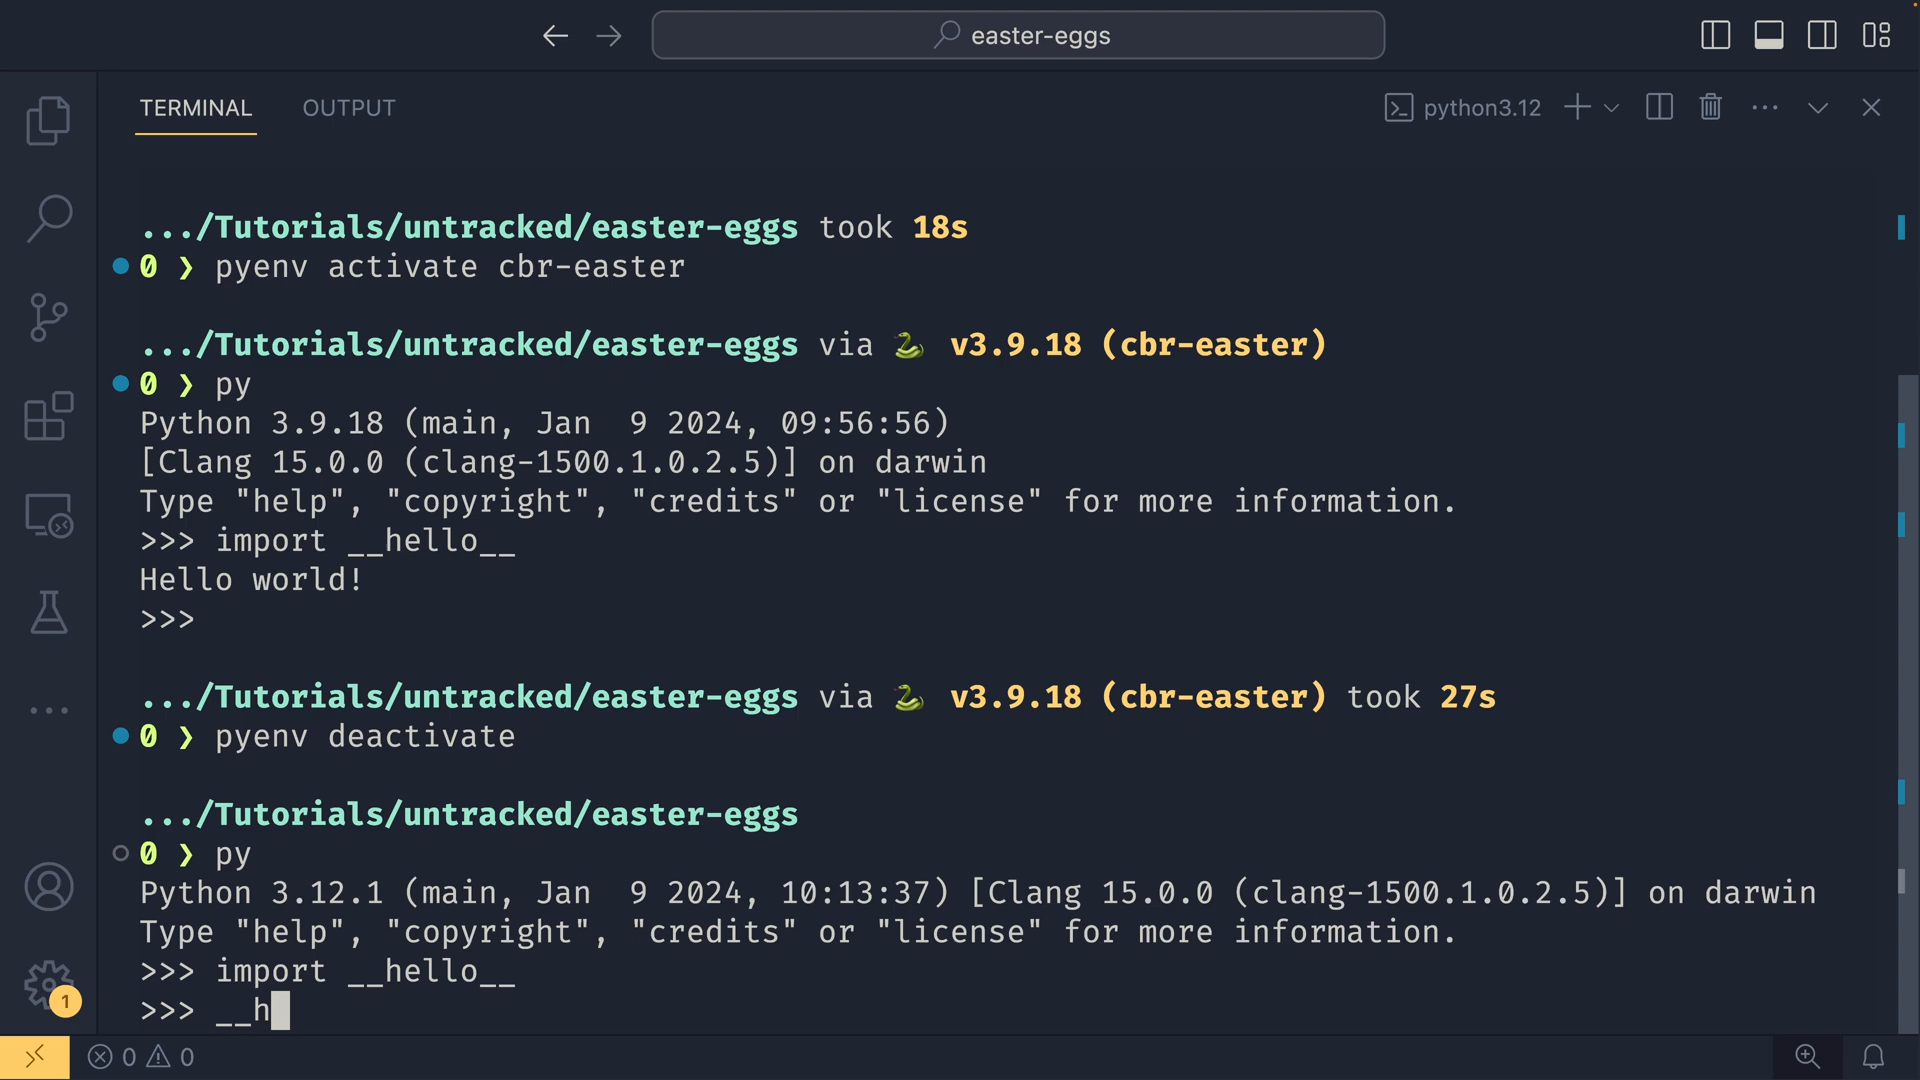 easter-eggs
TERMINAL OUTPUT python3.12
.../Tutorials/untracked/easter-eggs took 18s
0 ❯ pyenv activate cbr-easter
.../Tutorials/untracked/easter-eggs via 🐍 v3.9.18 (cbr-easter)
0 ❯ py
Python 3.9.18 (main, Jan  9 2024, 09:56:56)
[Clang 15.0.0 (clang-1500.1.0.2.5)] on darwin
Type "help", "copyright", "credits" or "license" for more information.
>>> import __hello__
Hello world!
>>>
.../Tutorials/untracked/easter-eggs via 🐍 v3.9.18 (cbr-easter) took 27s
0 ❯ pyenv deactivate
.../Tutorials/untracked/easter-eggs
0 ❯ py
Python 3.12.1 (main, Jan  9 2024, 10:13:37) [Clang 15.0.0 (clang-1500.1.0.2.5)] on darwin
Type "help", "copyright", "credits" or "license" for more information.
>>> import __hello__
>>> __h
1
0 0